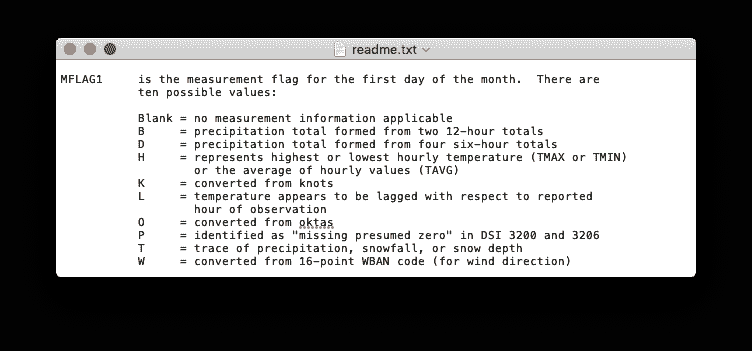 readme.txt
MFLAG1 is the measurement flag for the first day of the month. There are
ten possible values:
Blank = no measurement information applicable
B = precipitation total formed from two 12-hour totals
D = precipitation total formed from four six-hour totals
H = represents highest or lowest hourly temperature (TMAX or TMIN)
or the average of hourly values (TAVG)
K = converted from knots
L = temperature appears to be lagged with respect to reported
hour of observation
O = converted from oktas
P = identified as "missing presumed zero" in DSI 3200 and 3206
T = trace of precipitation, snowfall, or snow depth
W = converted from 16-point WBAN code (for wind direction)